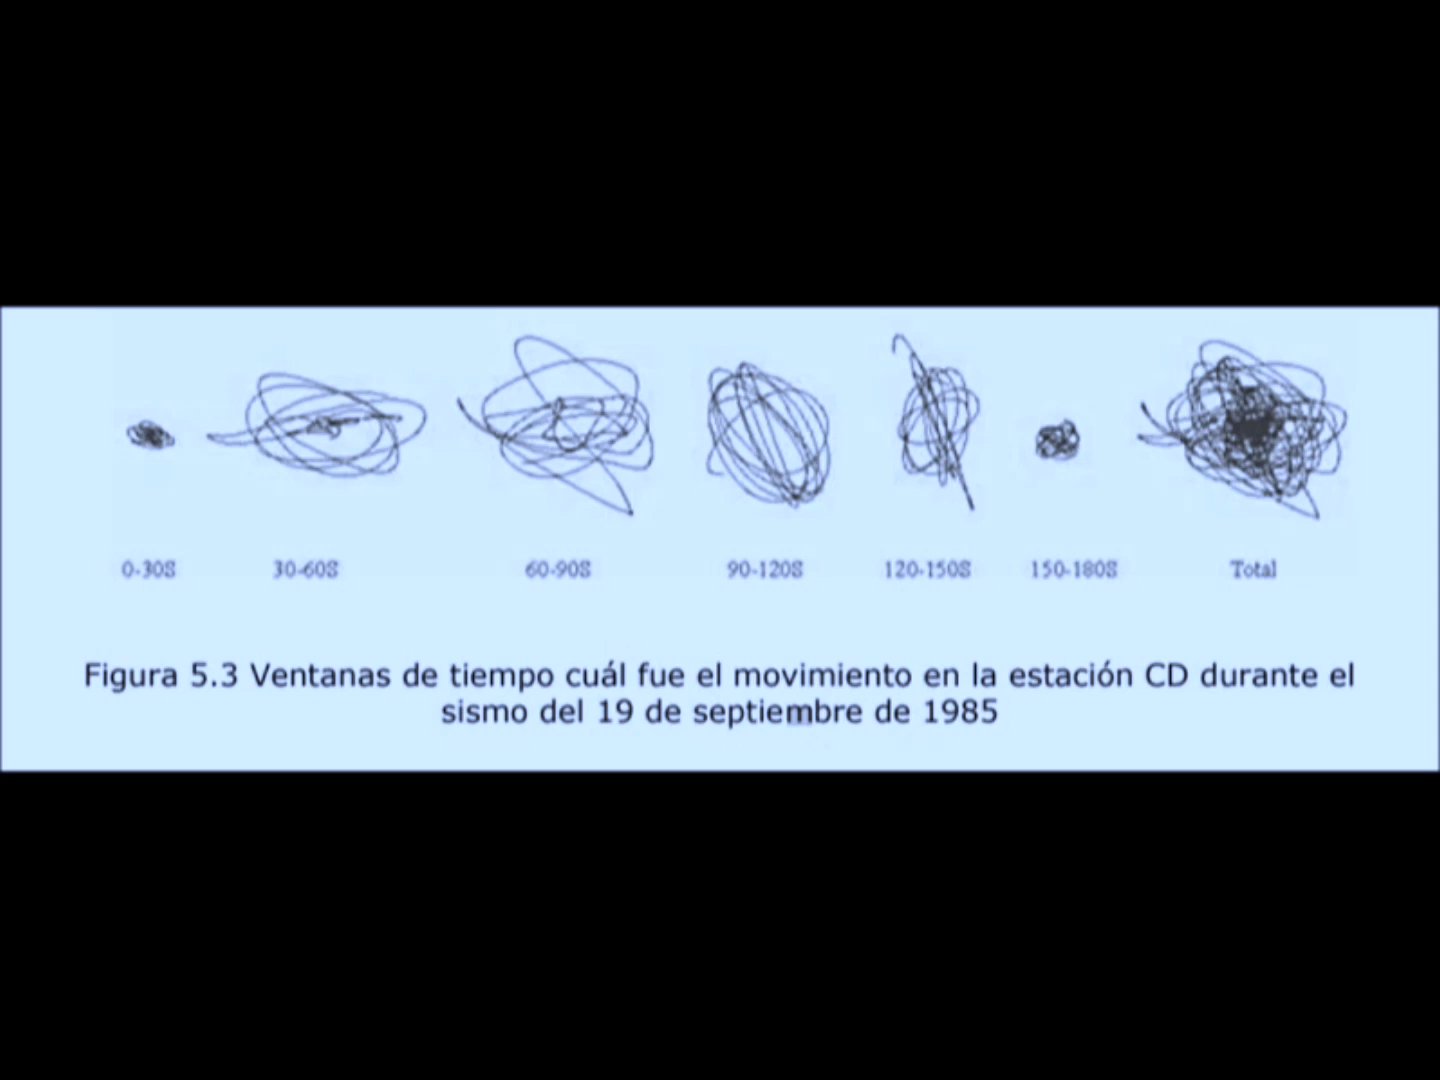 0-30S 30-60S 60-90S 90-120S 120-150S 150-180S Total
Figura 5.3 Ventanas de tiempo cuál fue el movimiento en la estación CD durante el
sismo del 19 de septiembre de 1985